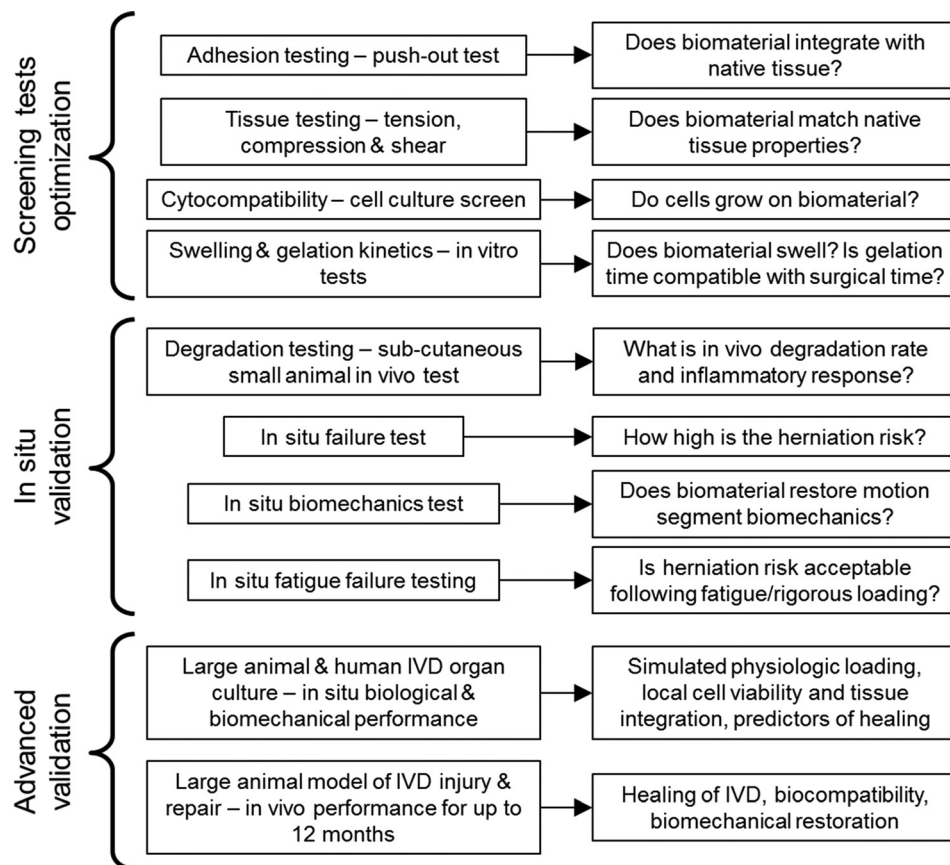 Screening tests
optimization
Adhesion testing – push-out test
Does biomaterial integrate with
native tissue?
Tissue testing – tension,
compression & shear
Does biomaterial match native
tissue properties?
Cytocompatibility – cell culture screen
Do cells grow on biomaterial?
Swelling & gelation kinetics – in vitro
tests
Does biomaterial swell? Is gelation
time compatible with surgical time?
In situ
validation
Degradation testing – sub-cutaneous
small animal in vivo test
What is in vivo degradation rate
and inflammatory response?
In situ failure test
How high is the herniation risk?
In situ biomechanics test
Does biomaterial restore motion
segment biomechanics?
In situ fatigue failure testing
Is herniation risk acceptable
following fatigue/rigorous loading?
Advanced
validation
Large animal & human IVD organ
culture – in situ biological &
biomechanical performance
Simulated physiologic loading,
local cell viability and tissue
integration, predictors of healing
Large animal model of IVD injury &
repair – in vivo performance for up to
12 months
Healing of IVD, biocompatibility,
biomechanical restoration